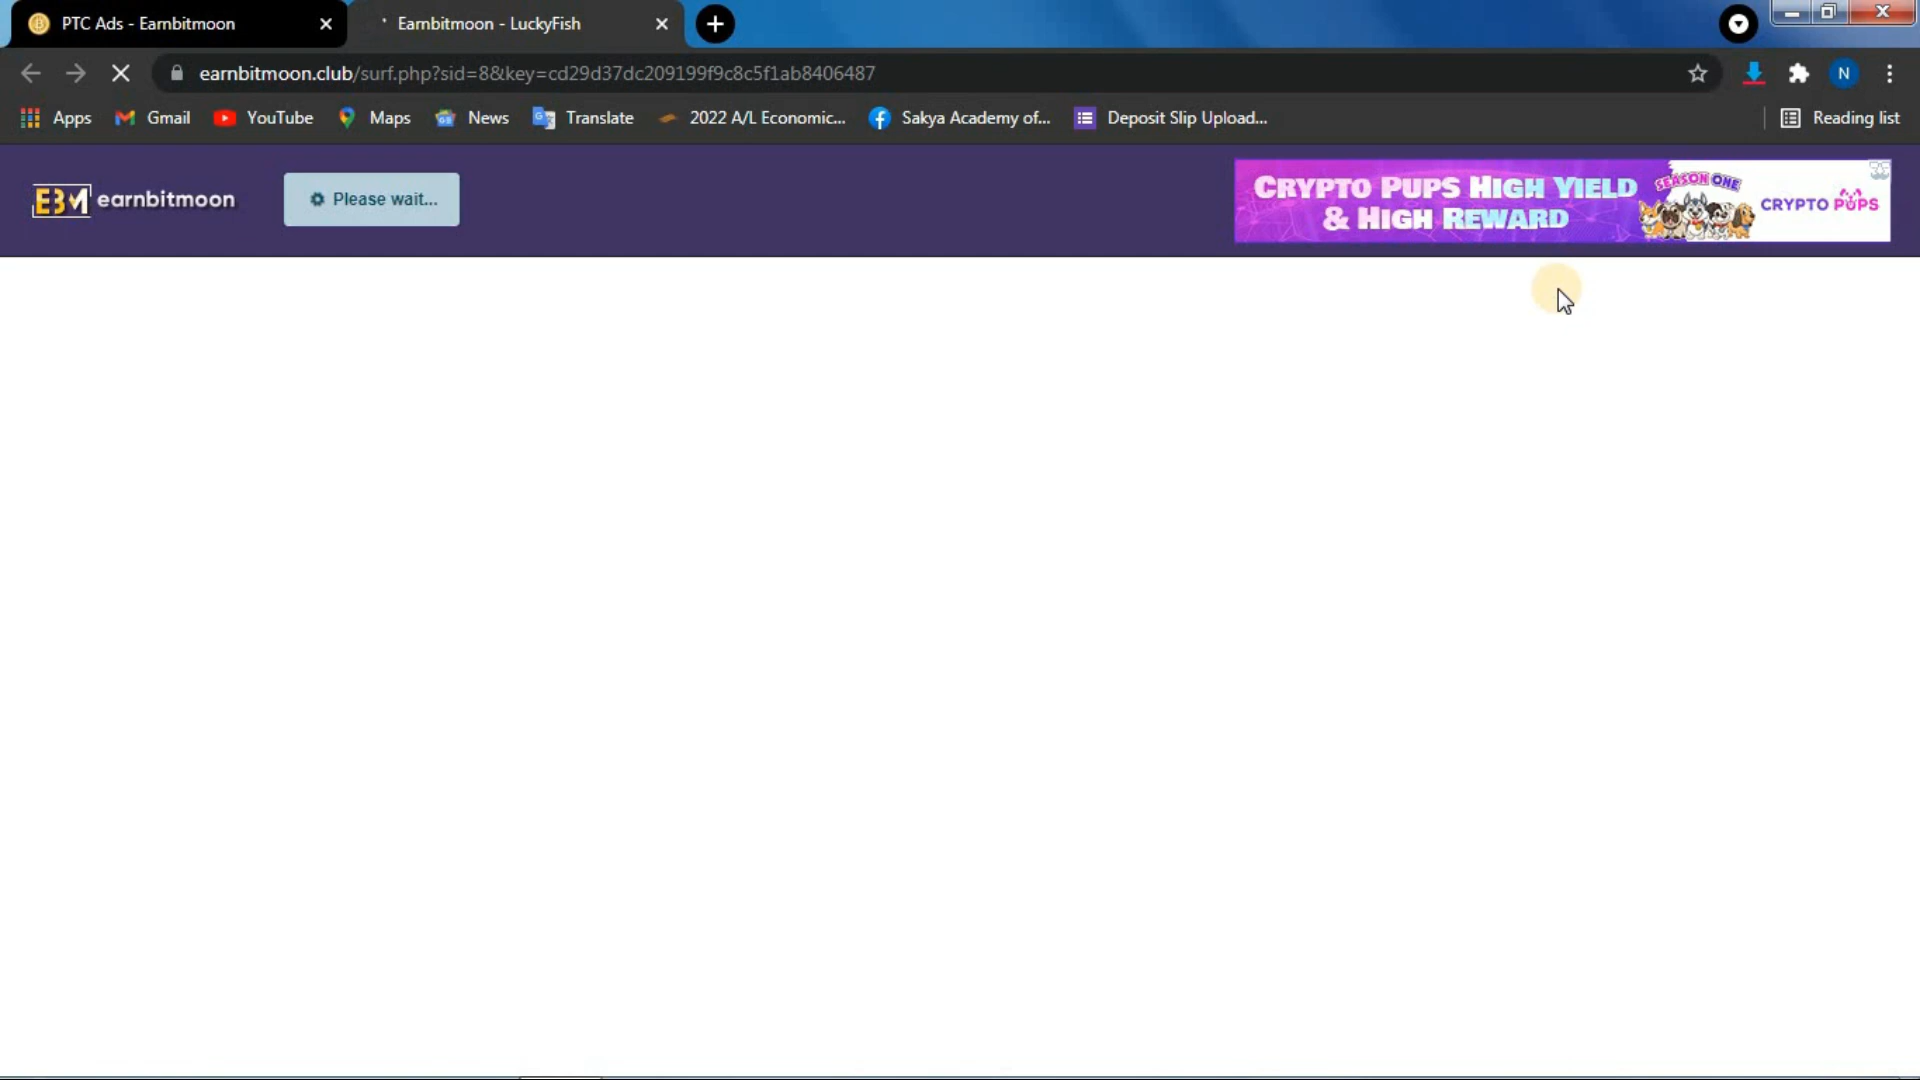 PTC Ads - Earnbitmoon
Earnbitmoon - LuckyFish
earnbitmoon.club/surf.php?sid=8&key=cd29d37dc209199f9c8c5f1ab8406487
N
Apps
Gmail
YouTube
Maps
News
Translate
2022 A/L Economic...
Sakya Academy of...
Deposit Slip Upload...
Reading list
EBM earnbitmoon
Please wait...
CRYPTO PUPS HIGH YIELD
& HIGH REWARD
SEASON ONE
CRYPTO PUPS